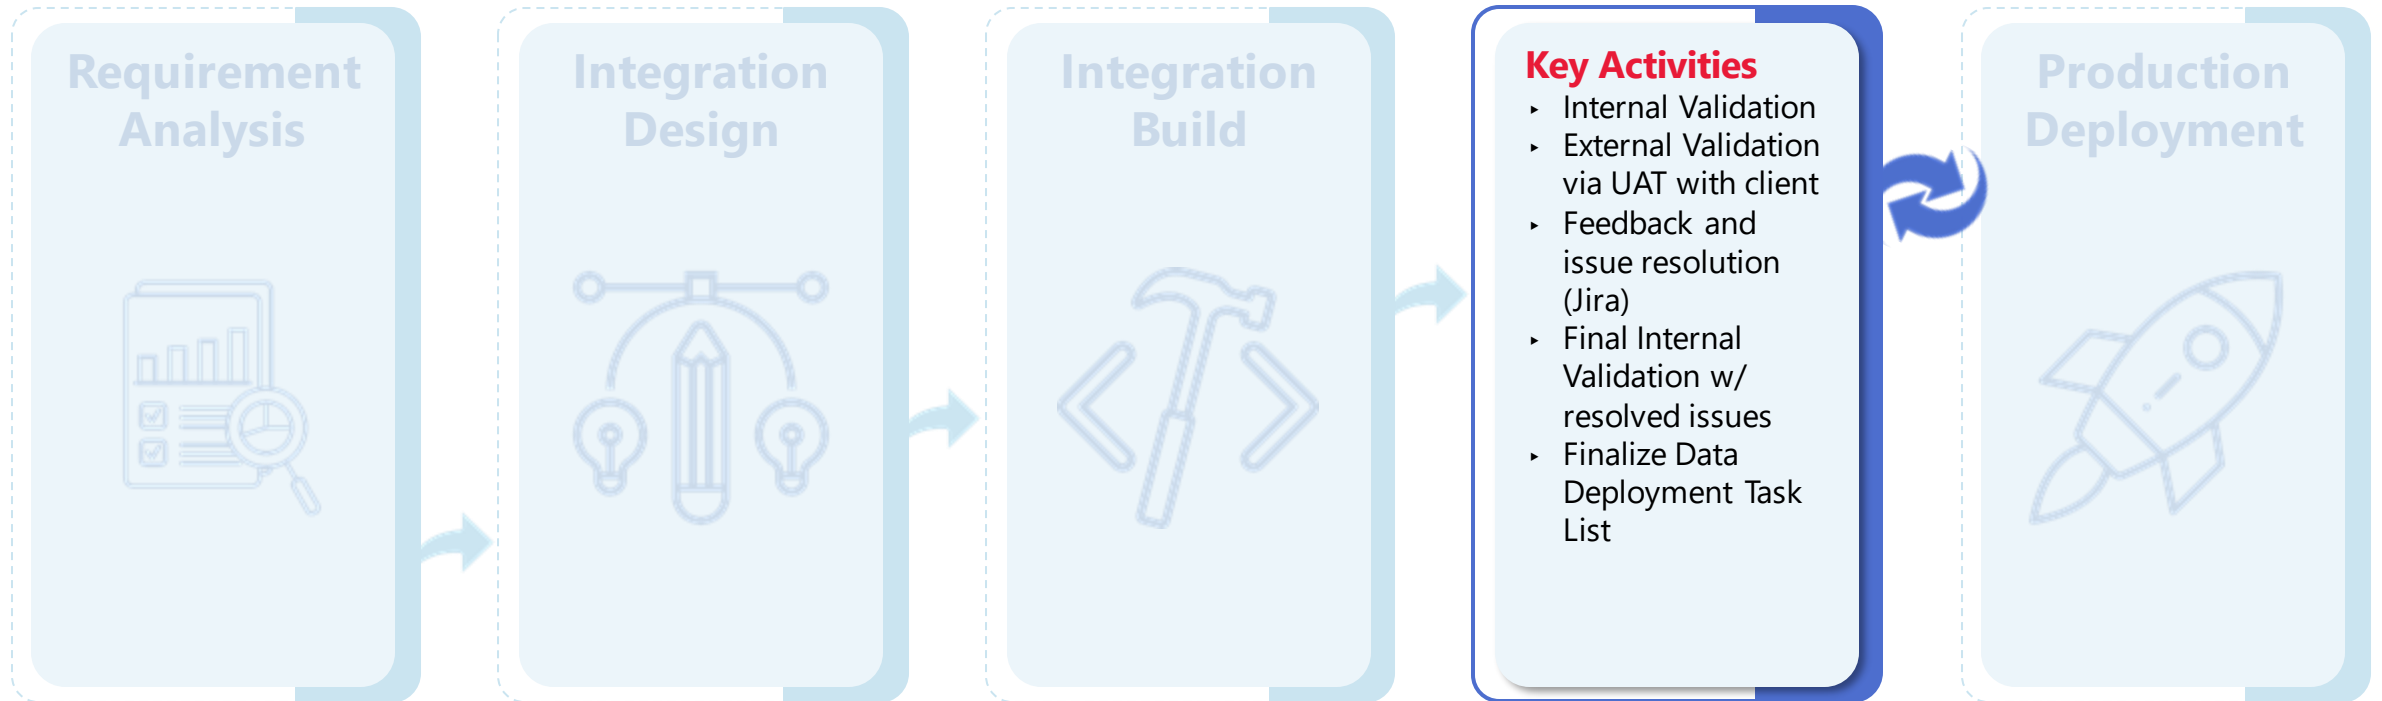 Requirement
Analysis
Integration
Design
Integration
Build
Key Activities
‣ Internal Validation
‣ External Validation
via UAT with client
‣ Feedback and
issue resolution
(Jira)
‣ Final Internal
Validation w/
resolved issues
‣ Finalize Data
Deployment Task
List
Production
Deployment